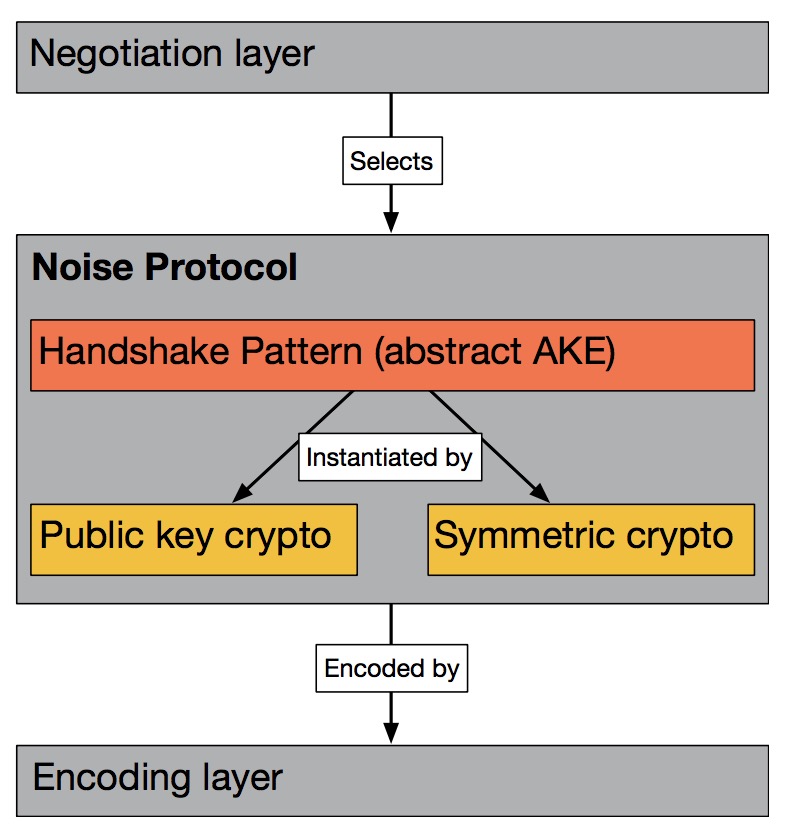 Negotiation layer
Selects
Noise Protocol
Handshake Pattern (abstract AKE)
Instantiated by
Public key crypto
Symmetric crypto
Encoded by
Encoding layer